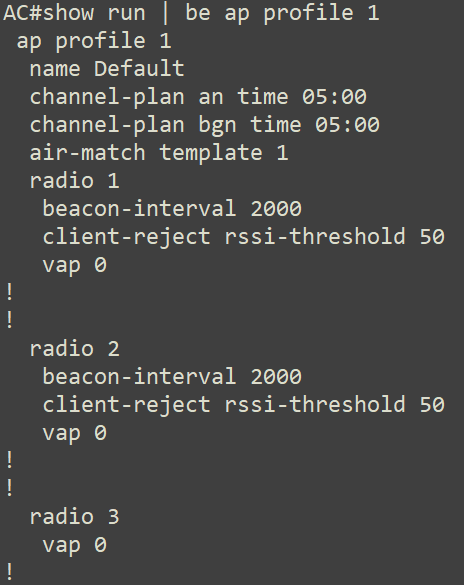 AC#show run | be ap profile 1
 ap profile 1
  name Default
  channel-plan an time 05:00
  channel-plan bgn time 05:00
  air-match template 1
  radio 1
   beacon-interval 2000
   client-reject rssi-threshold 50
   vap 0
!
!
  radio 2
   beacon-interval 2000
   client-reject rssi-threshold 50
   vap 0
!
!
  radio 3
   vap 0
!